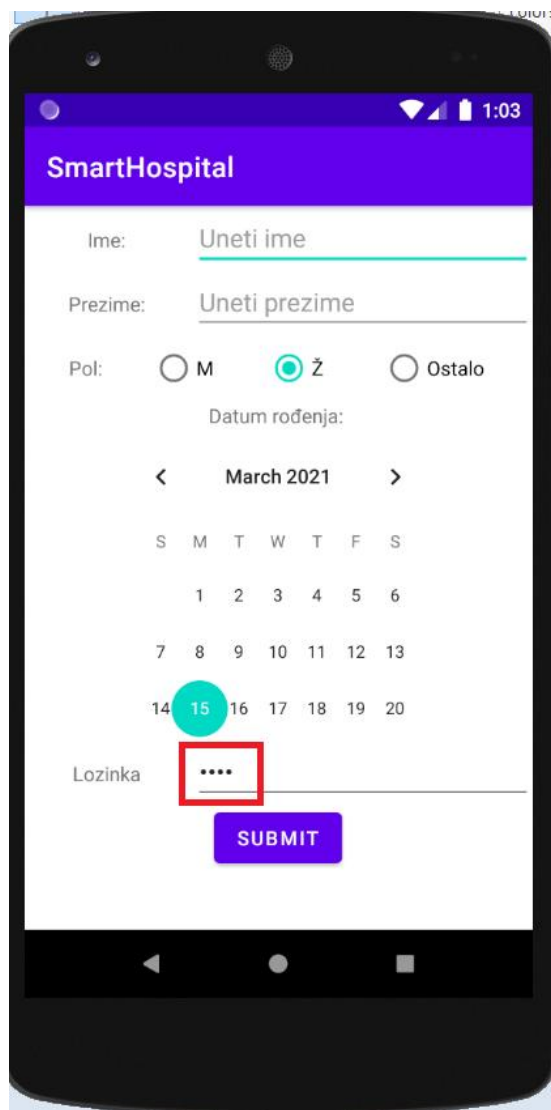 1:03
SmartHospital
Ime: Uneti ime
Prezime: Uneti prezime
Pol: M Ž Ostalo
Datum rođenja:
March 2021
S M T W T F S
1 2 3 4 5 6
7 8 9 10 11 12 13
14 15 16 17 18 19 20
Lozinka ••••
SUBMIT